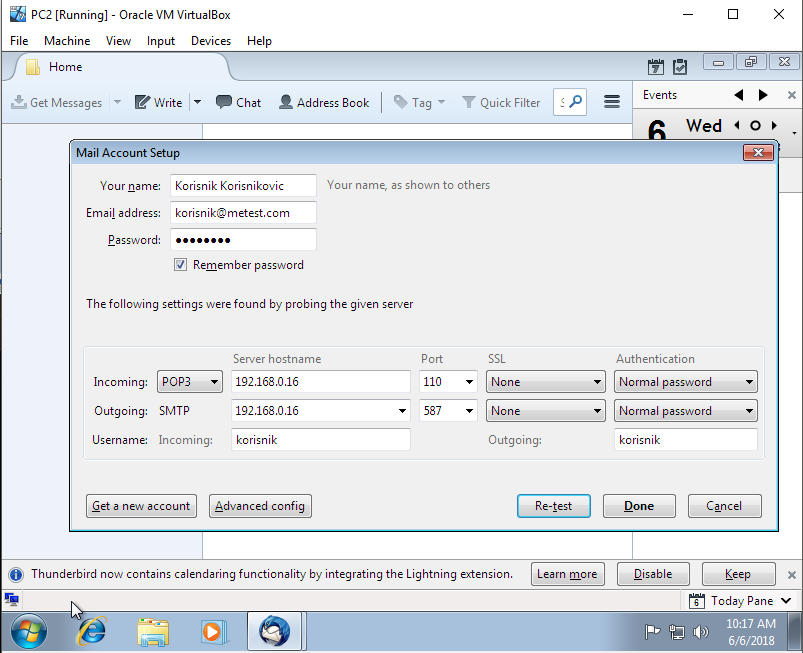 PC2 [Running] - Oracle VM VirtualBox
File Machine View Input Devices Help
Home
7
Get Messages Write Chat Address Book Tag Quick Filter
Events
6 Wed
Mail Account Setup
Your name: Korisnik Korisnikovic Your name, as shown to others
Email address: korisnik@metest.com
Password: ●●●●●●●●
Remember password
The following settings were found by probing the given server
Server hostname Port SSL Authentication
Incoming: POP3 192.168.0.16 110 None Normal password
Outgoing: SMTP 192.168.0.16 587 None Normal password
Username: Incoming: korisnik Outgoing: korisnik
Get a new account Advanced config Re-test Done Cancel
Thunderbird now contains calendaring functionality by integrating the Lightning extension. Learn more Disable Keep
6 Today Pane
10:17 AM
6/6/2018